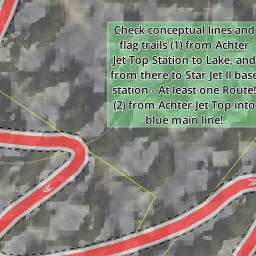 Check conceptual lines and
flag trails (1) from Achter
Jet Top Station to Lake, and
from there to Star Jet II base
station - At least one Route!
(2) from Achter Jet Top into
blue main line!